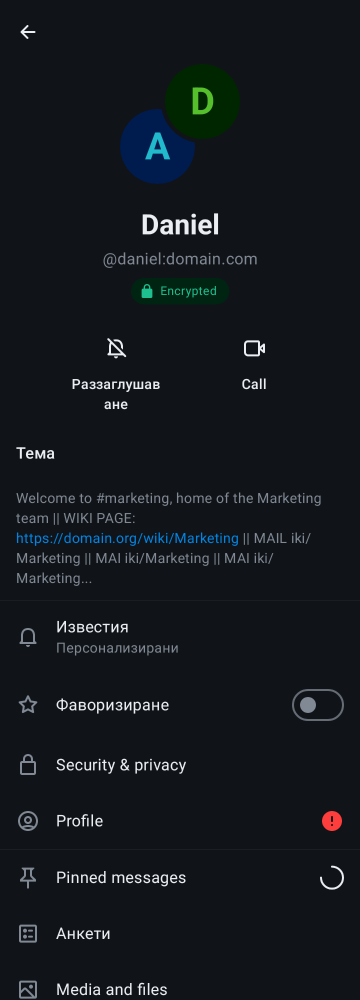 D
A
Daniel
@daniel:domain.com
Encrypted
Раззаглушав
ане
Call
Тема
Welcome to #marketing, home of the Marketing
team || WIKI PAGE:
https://domain.org/wiki/Marketing || MAIL iki/
Marketing || MAI iki/Marketing || MAI iki/
Marketing...
Известия
Персонализирани
Фаворизиране
Security & privacy
Profile
Pinned messages
Анкети
Media and files